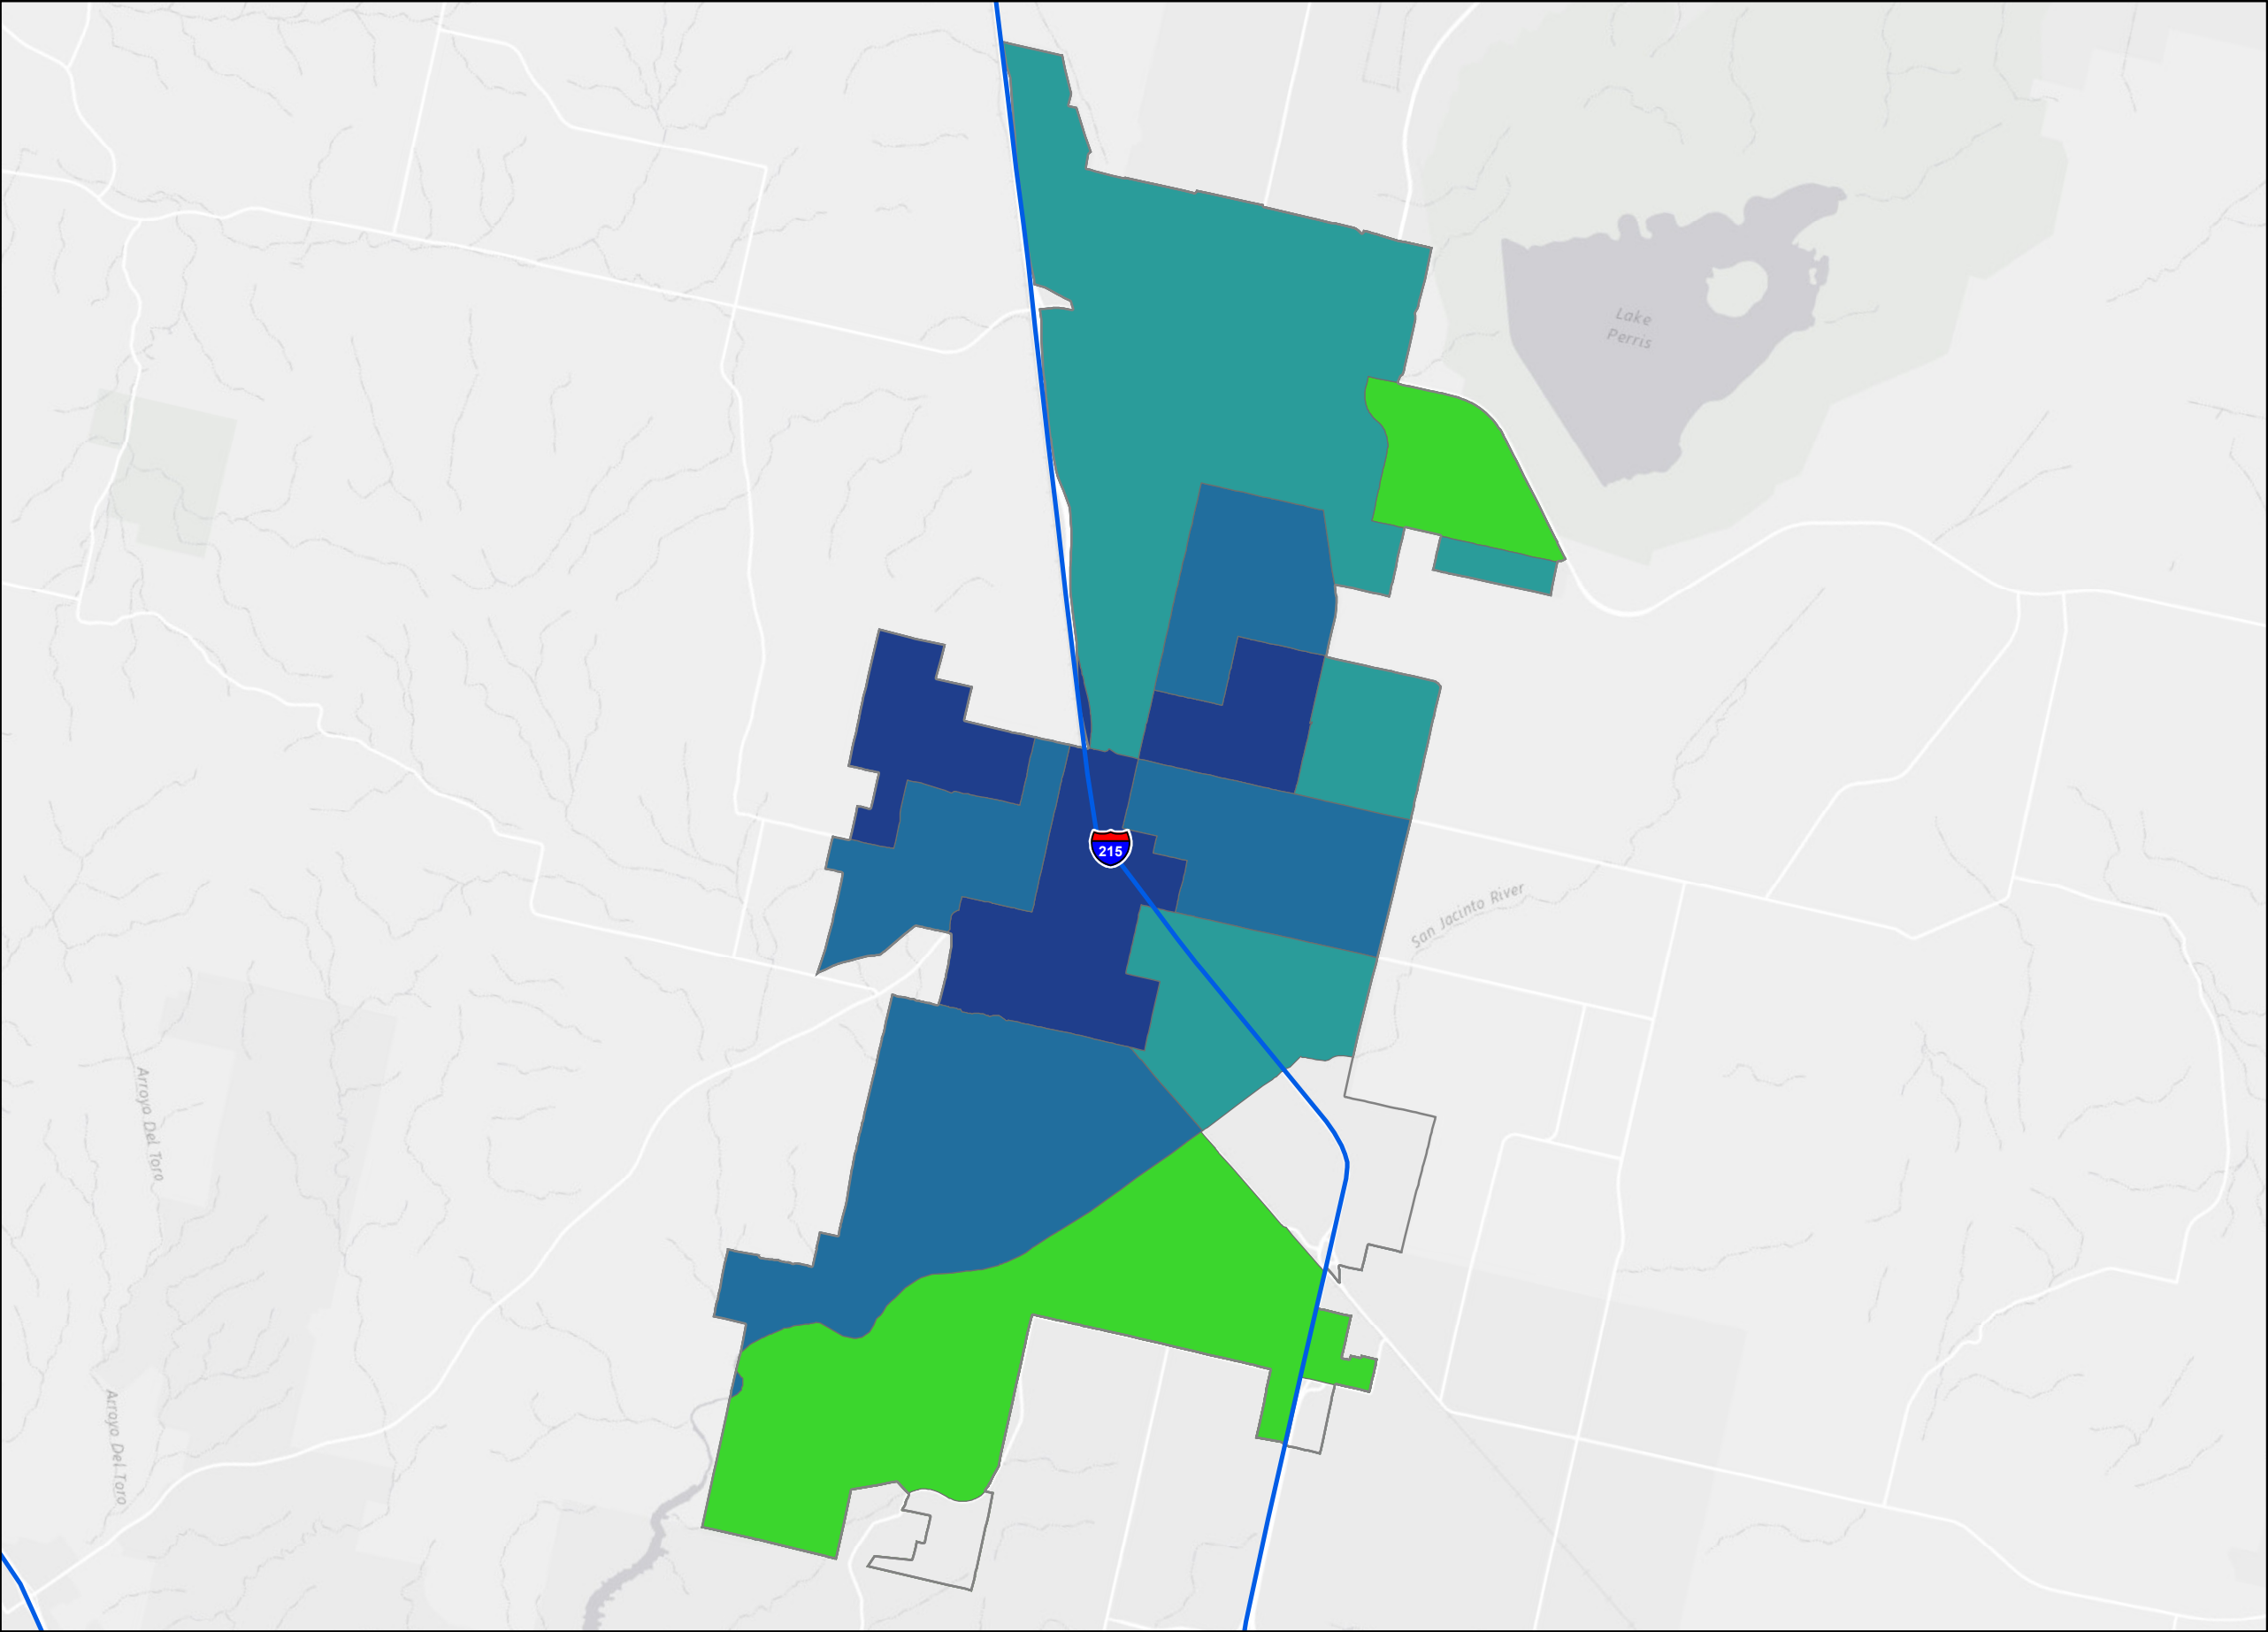 Lake
Perris
215
San Jacinto River
Arroyo Del Toro
Arroyo Del Toro